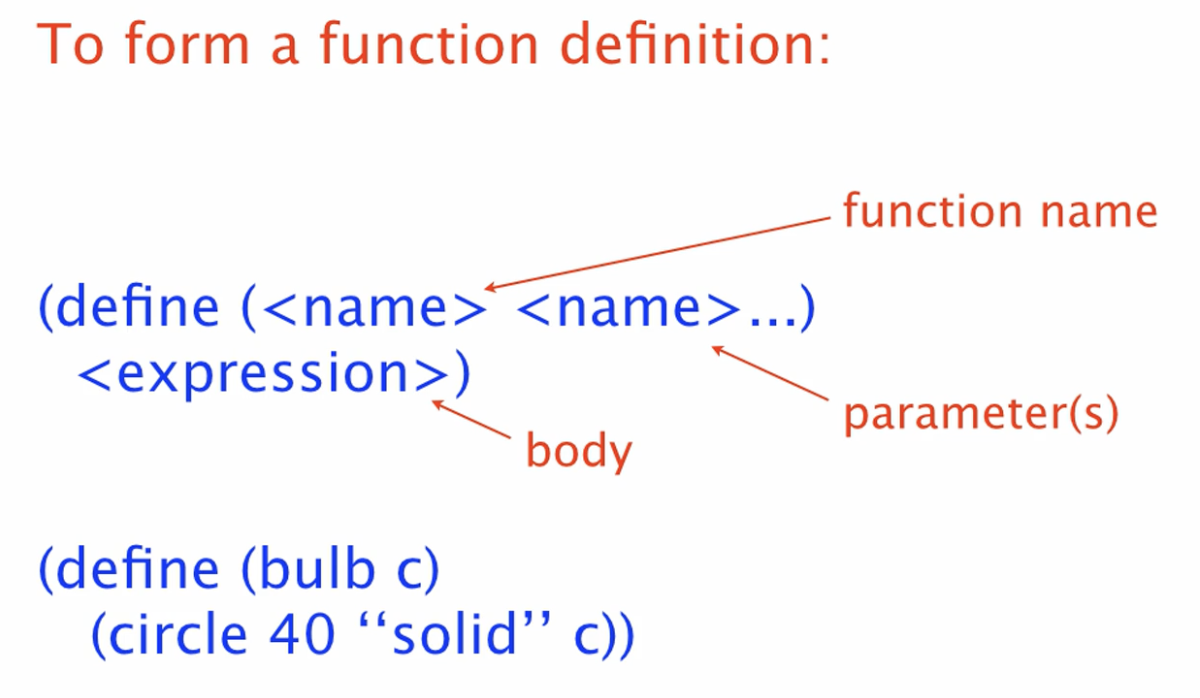 To form a function definition:
function name
(define (<name> <name>...)
<expression>)
parameter(s)
body
(define (bulb c)
(circle 40 ‘‘solid’’ c))